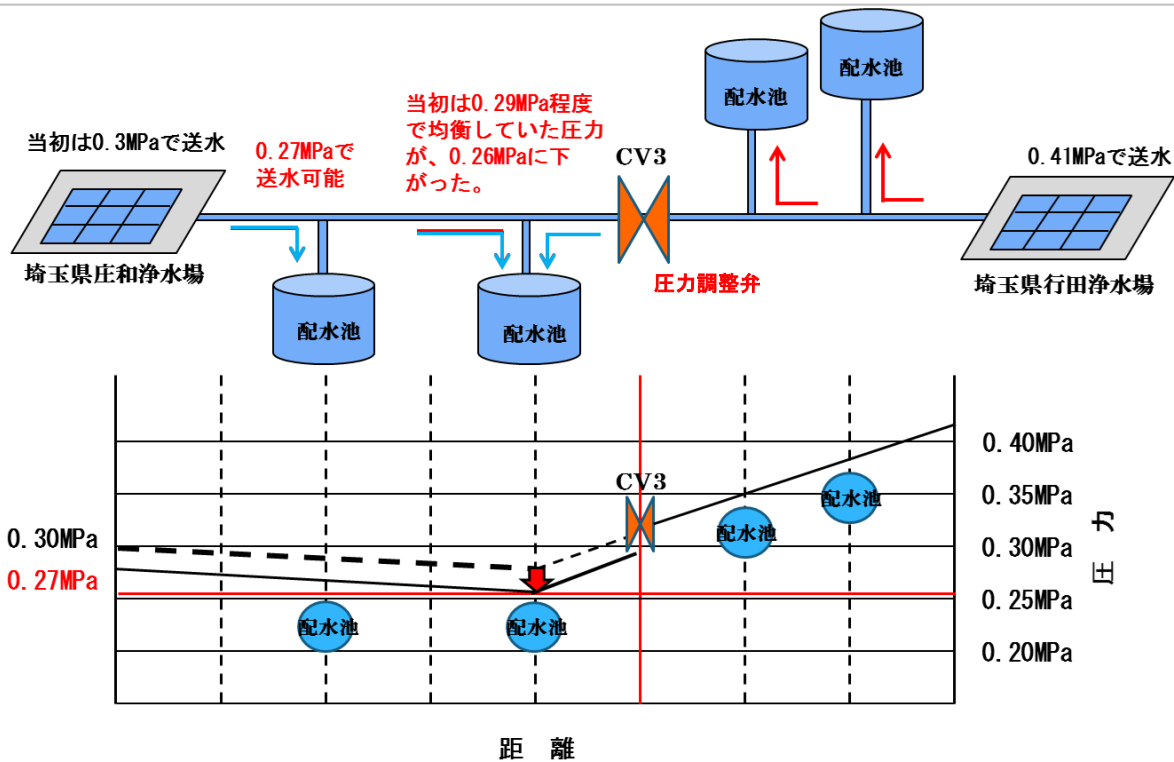 配水池
配水池
当初は0.29MPa程度
で均衡していた圧力
が、0.26MPaに下
がった。
当初は0.3MPaで送水
0.27MPaで
送水可能
CV3
0.41MPaで送水
埼玉県庄和浄水場
圧力調整弁
埼玉県行田浄水場
配水池
配水池
0.40MPa
CV3
0.35MPa
配水池
配水池
0.30MPa
0.30MPa
0.27MPa
0.25MPa
配水池
配水池
0.20MPa
圧力
距離